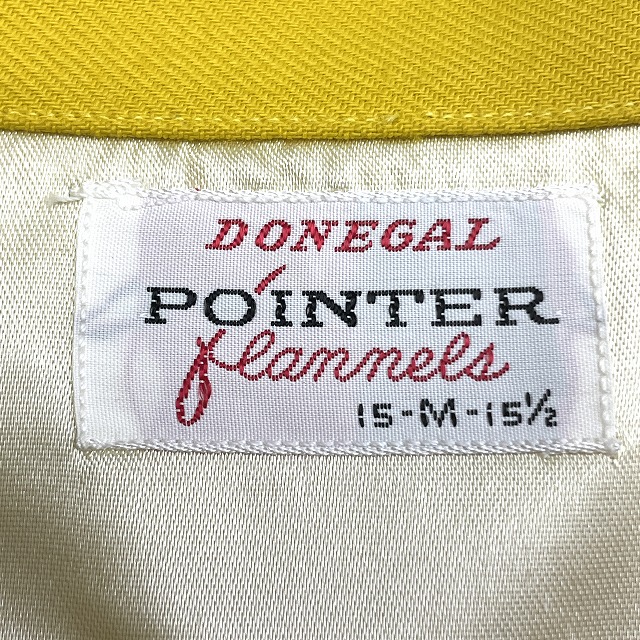 DONEGAL
POINTER
flannels
15-M-15½